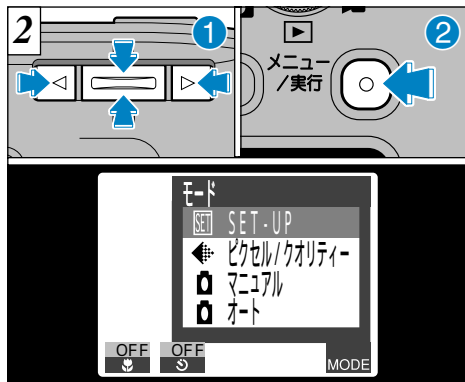 2
1
2
メニュー
/実行
モード
SET SET-UP
ピクセル/クオリティー
マニュアル
オート
OFF OFF
MODE